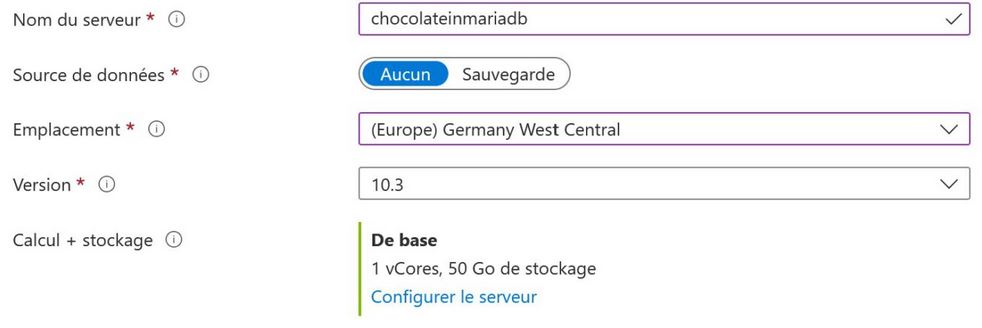 Nom du serveur * chocolateinmariadb
Source de données * Aucun Sauvegarde
Emplacement * (Europe) Germany West Central
Version * 10.3
Calcul + stockage De base
1 vCores, 50 Go de stockage
Configurer le serveur